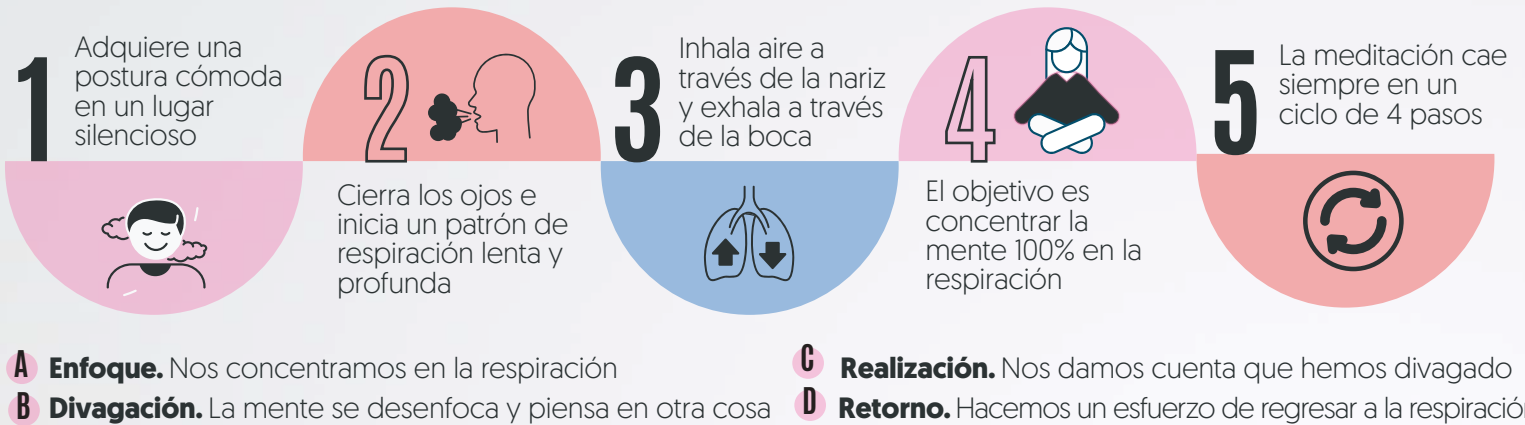 1
Adquiere una
postura cómoda
en un lugar
silencioso
2
Cierra los ojos e
inicia un patrón de
respiración lenta y
profunda
3
Inhala aire a
través de la nariz
y exhala a través
de la boca
4
El objetivo es
concentrar la
mente 100% en la
respiración
5
La meditación cae
siempre en un
ciclo de 4 pasos
A Enfoque. Nos concentramos en la respiración
B Divagación. La mente se desenfoca y piensa en otra cosa
C Realización. Nos damos cuenta que hemos divagado
D Retorno. Hacemos un esfuerzo de regresar a la respiración